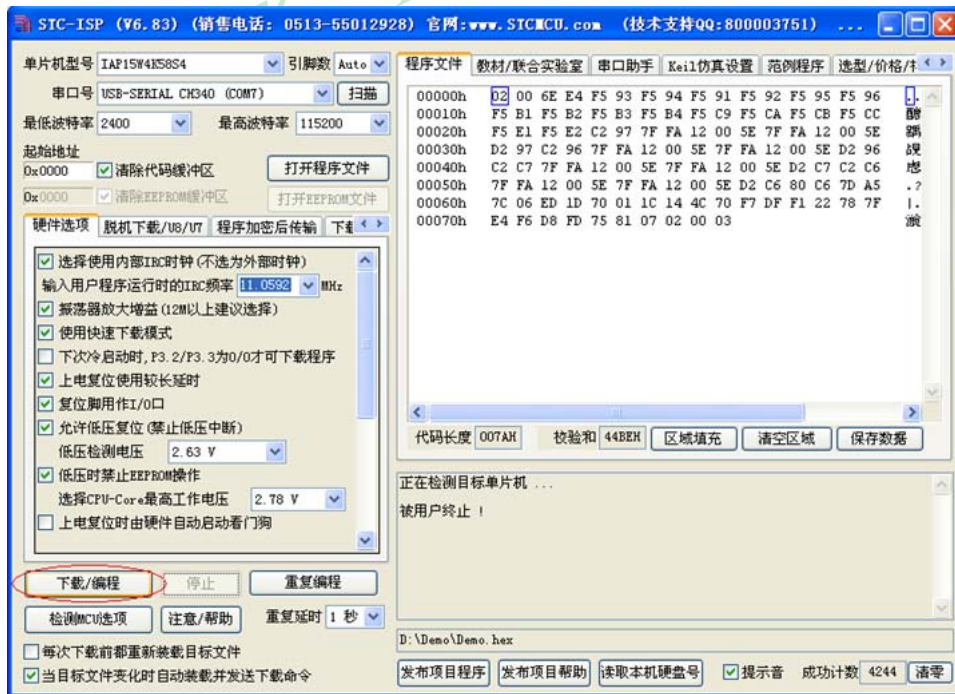 STC-ISP (V6.83) (销售电话: 0513-55012928) 官网:www.STCMCU.com (技术支持QQ:800003751) ...
单片机型号 IAP15W4K58S4 引脚数 Auto
串口号 USB-SERIAL CH340 (COM7) 扫描
最低波特率 2400 最高波特率 115200
起始地址
0x0000 清除代码缓冲区 打开程序文件
0x0000 清除EEPROM缓冲区 打开EEPROM文件
硬件选项 脱机下载/U8/U7 程序加密后传输
选择使用内部IRC时钟(不选为外部时钟)
输入用户程序运行时的IRC频率 11.0592 MHz
振荡器放大增益(12M以上建议选择)
使用快速下载模式
下次冷启动时,P3.2/P3.3为0/0才可下载程序
上电复位使用较长延时
复位脚用作I/O口
允许低压复位(禁止低压中断)
低压检测电压 2.63 V
低压时禁止EEPROM操作
选择CPU-Core最高工作电压 2.78 V
上电复位时由硬件自动启动看门狗
下载/编程 停止 重复编程
检测MCU选项 注意/帮助 重复延时 1 秒
每次下载前都重新装载目标文件
当目标文件变化时自动装载并发送下载命令
程序文件 教材/联合实验室 串口助手 Keil仿真设置 范例程序 选型/价格/
00000h 02 00 6E E4 F5 93 F5 94 F5 91 F5 92 F5 95 F5 96
00010h F5 B1 F5 B2 F5 B3 F5 B4 F5 C9 F5 CA F5 CB F5 CC
00020h F5 E1 F5 E2 C2 97 7F FA 12 00 5E 7F FA 12 00 5E
00030h D2 97 C2 96 7F FA 12 00 5E 7F FA 12 00 5E D2 96
00040h C2 C7 7F FA 12 00 5E 7F FA 12 00 5E D2 C7 C2 C6
00050h 7F FA 12 00 5E 7F FA 12 00 5E D2 C6 80 C6 7D A5 .?
00060h 7C 06 ED 1D 70 01 1C 14 4C 70 F7 DF F1 22 78 7F |.
00070h E4 F6 D8 FD 75 81 07 02 00 03
代码长度 007AH 校验和 44BEH 区域填充 清空区域 保存数据
正在检测目标单片机 ...
被用户终止 !
D:\Demo\Demo.hex
发布项目程序 发布项目帮助 读取本机硬盘号 提示音 成功计数 4244 清零